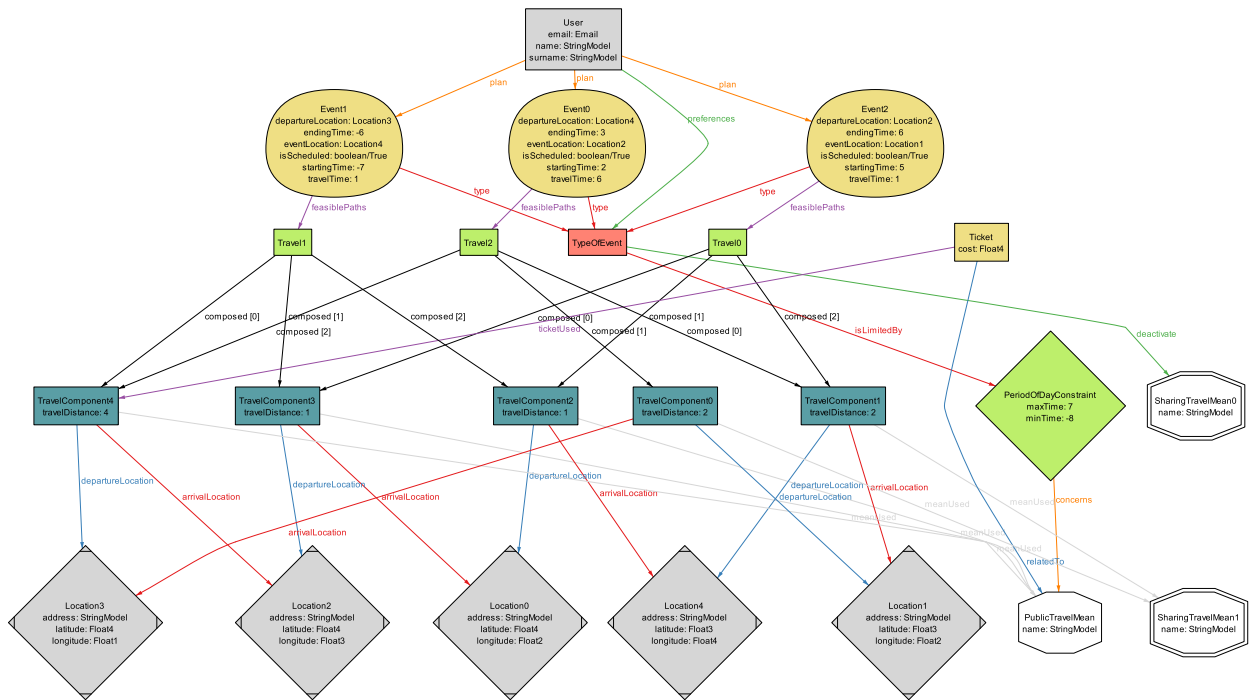 User
email: Email
name: StringModel
surname: StringModel
plan
plan
plan
preferences
Event1
departureLocation: Location3
endingTime: -6
eventLocation: Location4
isScheduled: boolean/True
startingTime: -7
travelTime: 1
Event0
departureLocation: Location4
endingTime: 3
eventLocation: Location2
isScheduled: boolean/True
startingTime: 2
travelTime: 6
Event2
departureLocation: Location2
endingTime: 6
eventLocation: Location1
isScheduled: boolean/True
startingTime: 5
travelTime: 1
type
type
type
feasiblePaths
feasiblePaths
feasiblePaths
Travel1
Travel2
TypeOfEvent
Travel0
Ticket
cost: Float4
composed [0]
composed [1]
composed [2]
composed [2]
composed [0]
composed [1]
composed [1]
composed [0]
composed [2]
ticketUsed
isLimitedBy
deactivate
TravelComponent4
travelDistance: 4
TravelComponent3
travelDistance: 1
TravelComponent2
travelDistance: 1
TravelComponent0
travelDistance: 2
TravelComponent1
travelDistance: 2
PeriodOfDayConstraint
maxTime: 7
minTime: -8
SharingTravelMean0
name: StringModel
departureLocation
arrivalLocation
departureLocation
arrivalLocation
arrivalLocation
departureLocation
arrivalLocation
departureLocation
departureLocation
arrivalLocation
meanUsed
meanUsed
meanUsed
meanUsed
meanUsed
concerns
relatedTo
Location3
address: StringModel
latitude: Float4
longitude: Float1
Location2
address: StringModel
latitude: Float4
longitude: Float3
Location0
address: StringModel
latitude: Float4
longitude: Float2
Location4
address: StringModel
latitude: Float3
longitude: Float4
Location1
address: StringModel
latitude: Float3
longitude: Float2
PublicTravelMean
name: StringModel
SharingTravelMean1
name: StringModel